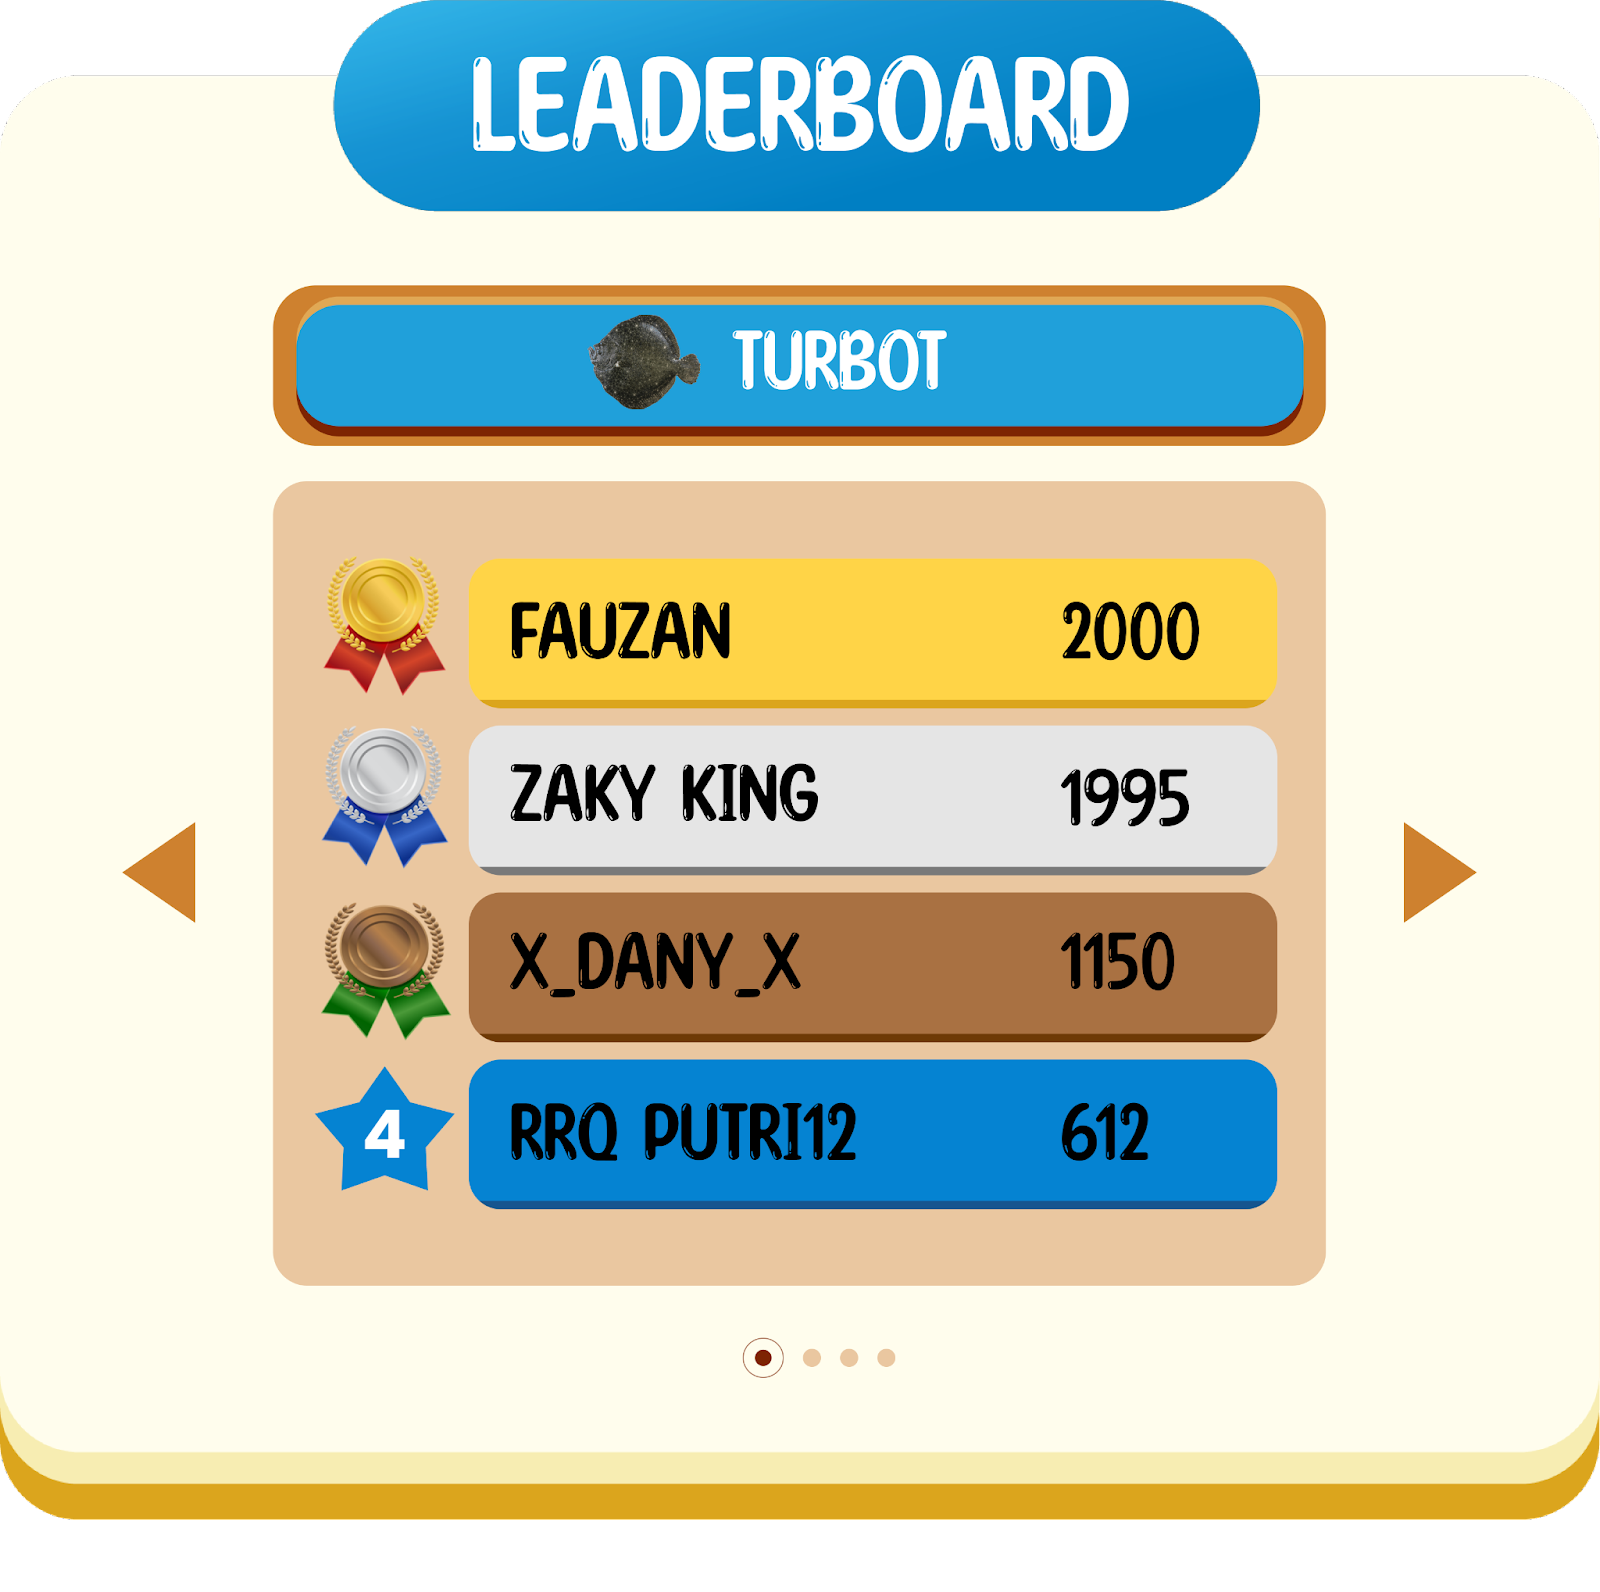 LEADERBOARD
TURBOT
FAUZAN 2000
ZAKY KING 1995
X_DANY_X 1150
4 RRQ PUTRI12 612